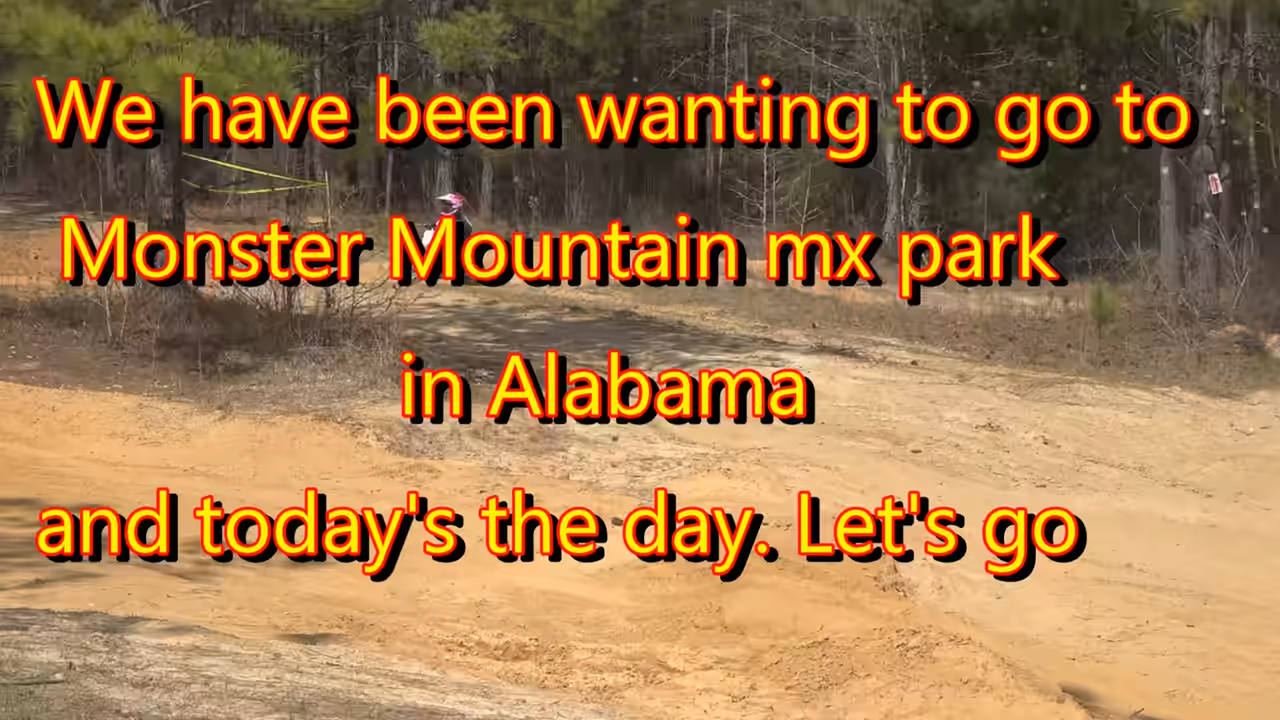 We have been wanting to go to
Monster Mountain mx park
in Alabama
and today's the day. Let's go